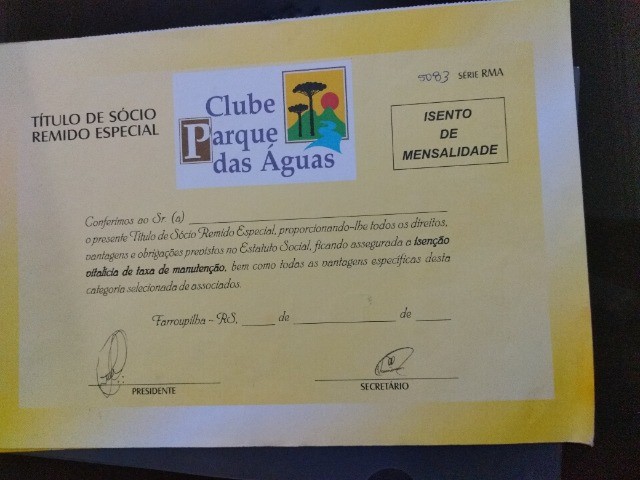 TÍTULO DE SÓCIO
REMIDO ESPECIAL
Clube
Parque
das Águas
5083 SÉRIE RMA
ISENTO
DE
MENSALIDADE
Conferimos ao Sr. (a)
o presente Título de Sócio Remido Especial, proporcionando-lhe todos os direitos,
vantagens e obrigações previstos no Estatuto Social, ficando assegurada a isenção
vitalícia de taxa de manutenção, bem como todas as vantagens específicas desta
categoria selecionada de associados.
Farroupilha - RS, de de
PRESIDENTE
SECRETÁRIO